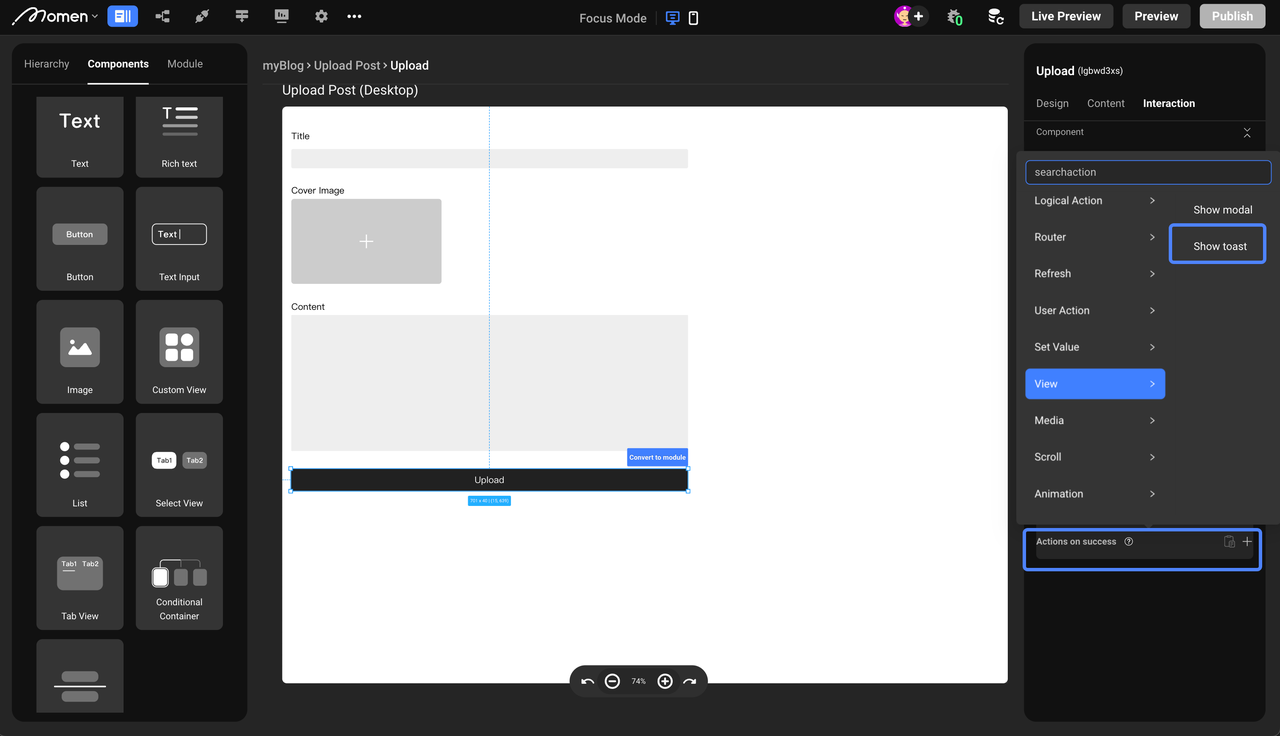 Momen
Focus Mode
Live Preview
Preview
Publish
Hierarchy
Components
Module
Text
Text
Rich text
Button
Button
Text
Text Input
Image
Custom View
List
Tab1 Tab2
Select View
Tab1 Tab2
Tab View
Conditional
Container
myBlog > Upload Post > Upload
Upload Post (Desktop)
Title
Cover Image
Content
Convert to module
Upload
74%
Upload (lgbwd3xs)
Design
Content
Interaction
Component
searchaction
Logical Action
Router
Refresh
User Action
Set Value
View
Media
Scroll
Animation
Show modal
Show toast
Actions on success